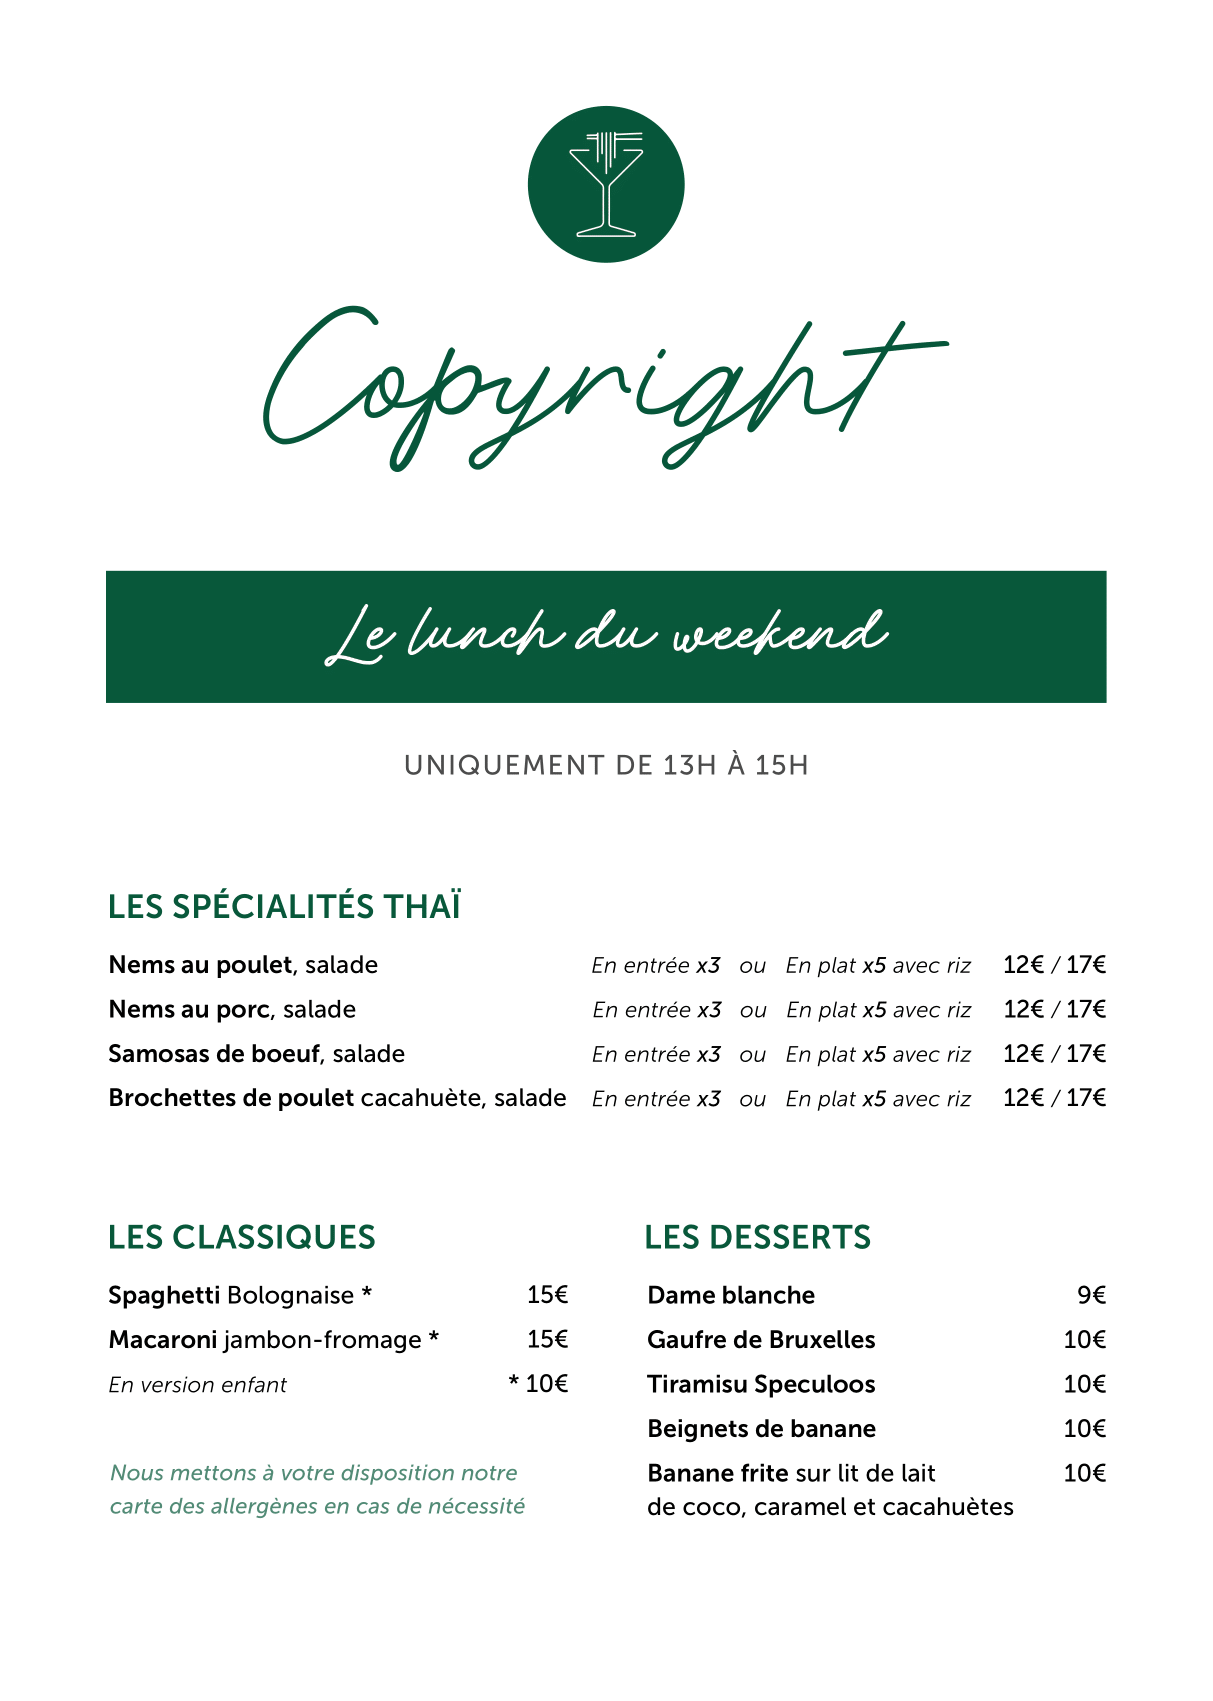 Copyright
Le lunch du weekend
UNIQUEMENT DE 13H À 15H
LES SPÉCIALITÉS THAÏ
Nems au poulet, salade En entrée x3 ou En plat x5 avec riz 12€ / 17€
Nems au porc, salade En entrée x3 ou En plat x5 avec riz 12€ / 17€
Samosas de boeuf, salade En entrée x3 ou En plat x5 avec riz 12€ / 17€
Brochettes de poulet cacahuète, salade En entrée x3 ou En plat x5 avec riz 12€ / 17€
LES CLASSIQUES
Spaghetti Bolognaise * 15€
Macaroni jambon-fromage * 15€
En version enfant * 10€
Nous mettons à votre disposition notre
carte des allergènes en cas de nécessité
LES DESSERTS
Dame blanche 9€
Gaufre de Bruxelles 10€
Tiramisu Speculoos 10€
Beignets de banane 10€
Banane frite sur lit de lait 10€
de coco, caramel et cacahuètes